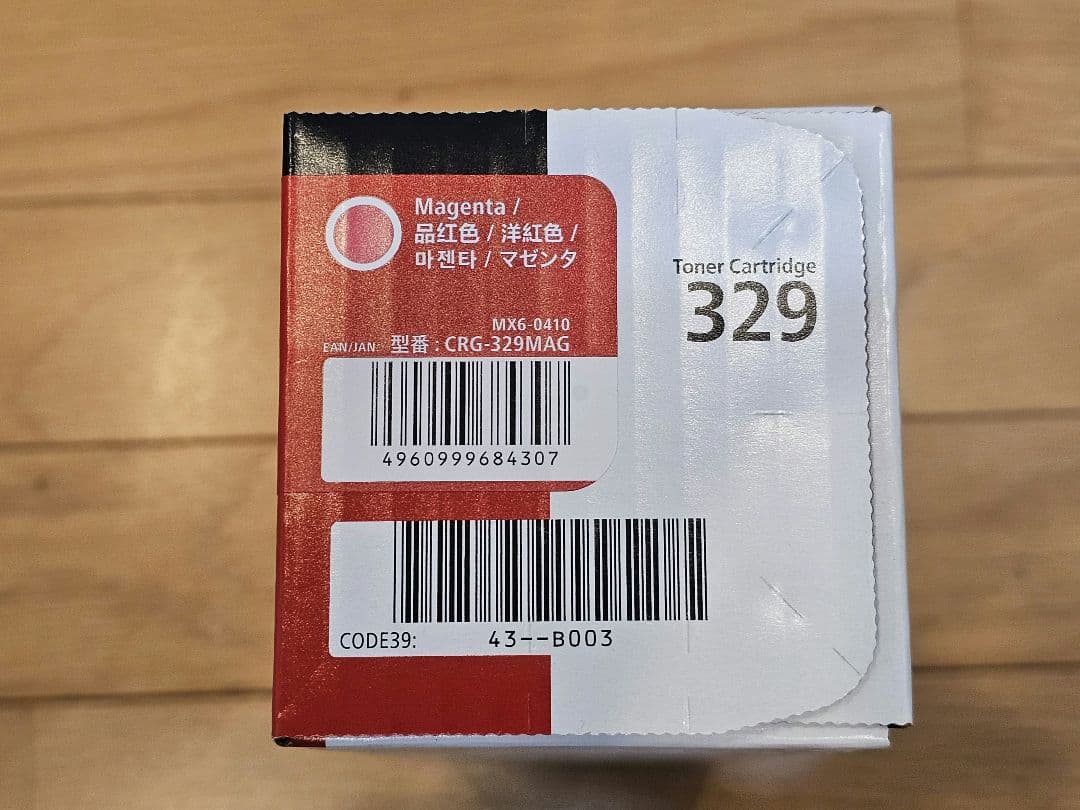 Magenta /
品红色 / 洋紅色 /
마젠타 / マゼンタ
MX6-0410
EAN/JAN: 型番 : CRG-329MAG
4960999684307
Toner Cartridge
329
CODE39: 43--B003